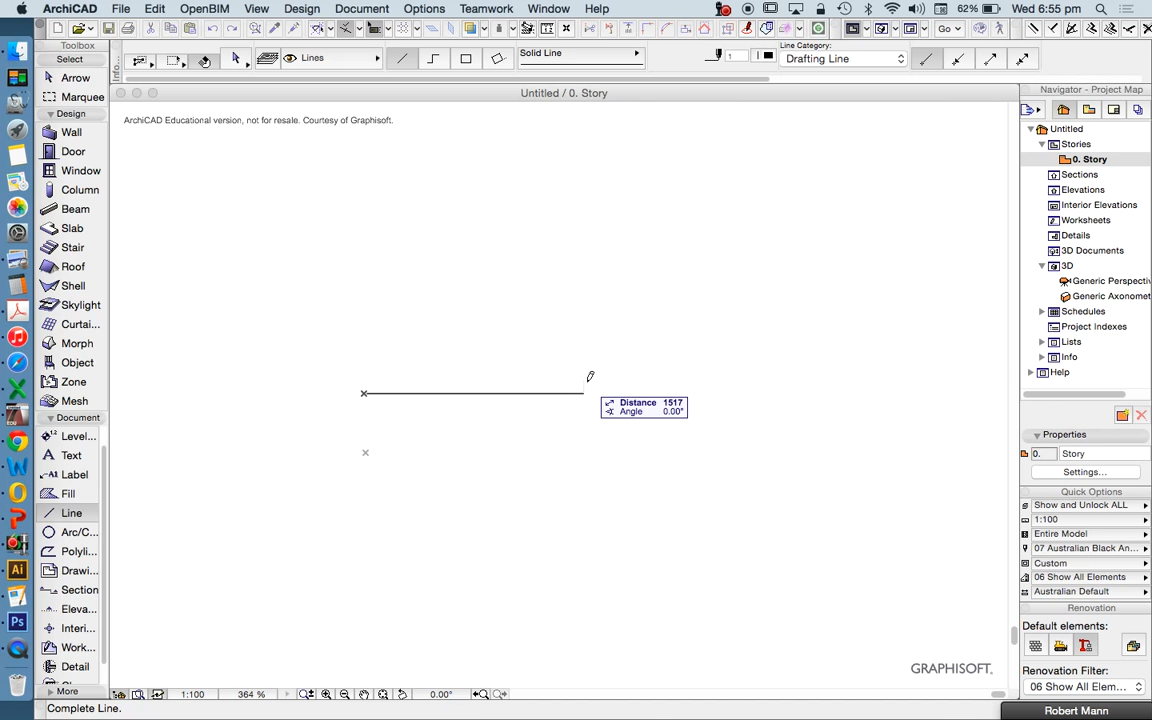 ArchiCAD File Edit View Design Document Options Teamwork Window Help 62% Wed 6:55 pm
Toolbox
Select
Arrow
Marquee
Design
Wall
Door
Window
Column
Beam
Slab
Stair
Roof
Shell
Skylight
Curtai...
Morph
Object
Zone
Mesh
Document
Level...
Text
Label
Fill
Line
Arc/C...
Polyli...
Drawi...
Section
Eleva...
Interi...
Work...
Detail
More
Lines
Solid Line
1
Line Category:
Drafting Line
Go
Untitled / 0. Story
ArchiCAD Educational version, not for resale. Courtesy of Graphisoft.
Distance 1517
Angle 0.00°
GRAPHISOFT.
1:100 364 % 0.00°
Complete Line.
Navigator - Project Map
Untitled
Stories
0. Story
Sections
Elevations
Interior Elevations
Worksheets
Details
3D Documents
3D
Generic Perspecti
Generic Axonomet
Schedules
Project Indexes
Lists
Info
Help
Properties
0. Story
Settings...
Quick Options
Show and Unlock ALL
1:100
Entire Model
07 Australian Black An...
Custom
06 Show All Elements
Australian Default
Renovation
Default elements:
Renovation Filter:
06 Show All Elem...
Robert Mann